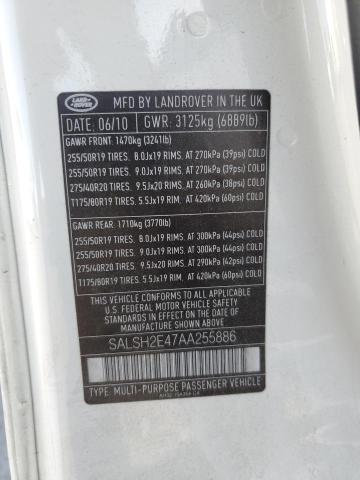 LAND ROVER
MFD BY LANDROVER IN THE UK
DATE: 06/10 GWR: 3125kg (6889lb)
GAWR FRONT: 1470kg (3241lb)
255/50R19 TIRES. 8.0Jx19 RIMS, AT 270kPa (39psi) COLD
255/50R19 TIRES. 9.0Jx19 RIMS, AT 270kPa (39psi) COLD
275/40R20 TIRES. 9.5Jx20 RIMS, AT 260kPa (38psi) COLD
T175/80R19 TIRES. 5.5Jx19 RIM, AT 420kPa (60psi) COLD
GAWR REAR: 1710kg (3770lb)
255/50R19 TIRES. 8.0Jx19 RIMS, AT 300kPa (44psi) COLD
255/50R19 TIRES. 9.0Jx19 RIMS, AT 300kPa (44psi) COLD
275/40R20 TIRES. 9.5Jx20 RIMS, AT 290kPa (42psi) COLD
T175/80R19 TIRES. 5.5Jx19 RIM, AT 420kPa (60psi) COLD
THIS VEHICLE CONFORMS TO ALL APPLICABLE
U.S. FEDERAL MOTOR VEHICLE SAFETY
AND THEFT PREVENTION STANDARDS IN EFFECT
ON THE DATE OF MANUFACTURE SHOWN ABOVE.
SALSH2E47AA255886
TYPE: MULTI-PURPOSE PASSENGER VEHICLE